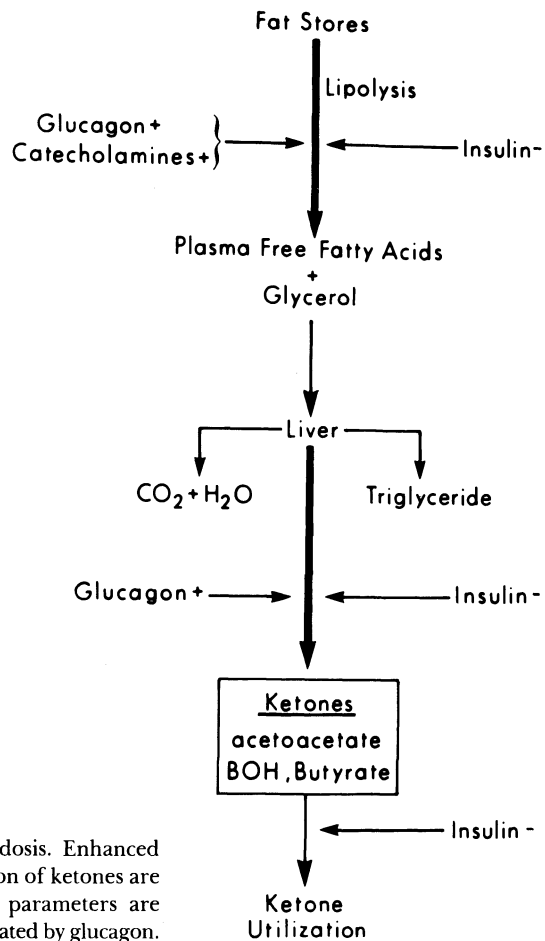 Fat Stores
Lipolysis
Glucagon +
Catecholamines +
Insulin-
Plasma Free Fatty Acids
+
Glycerol
Liver
CO2 + H2O
Triglyceride
Glucagon +
Insulin-
Ketones
acetoacetate
BOH, Butyrate
Insulin -
Ketone
Utilization
dosis. Enhanced
on of ketones are
parameters are
ated by glucagon.